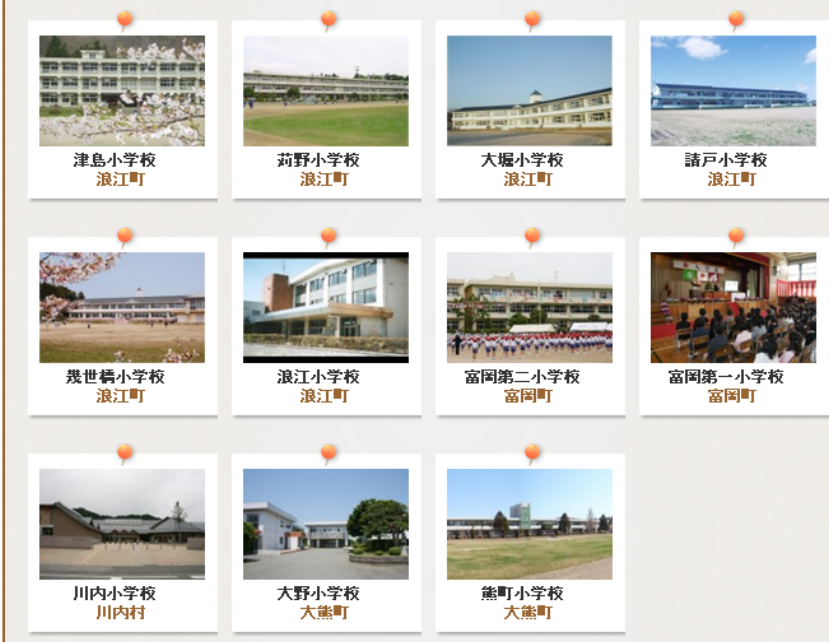 津島小学校
浪江町
苅野小学校
浪江町
大堀小学校
浪江町
請戸小学校
浪江町
幾世橋小学校
浪江町
浪江小学校
浪江町
富岡第二小学校
富岡町
富岡第一小学校
富岡町
川内小学校
川内村
大野小学校
大熊町
熊町小学校
大熊町